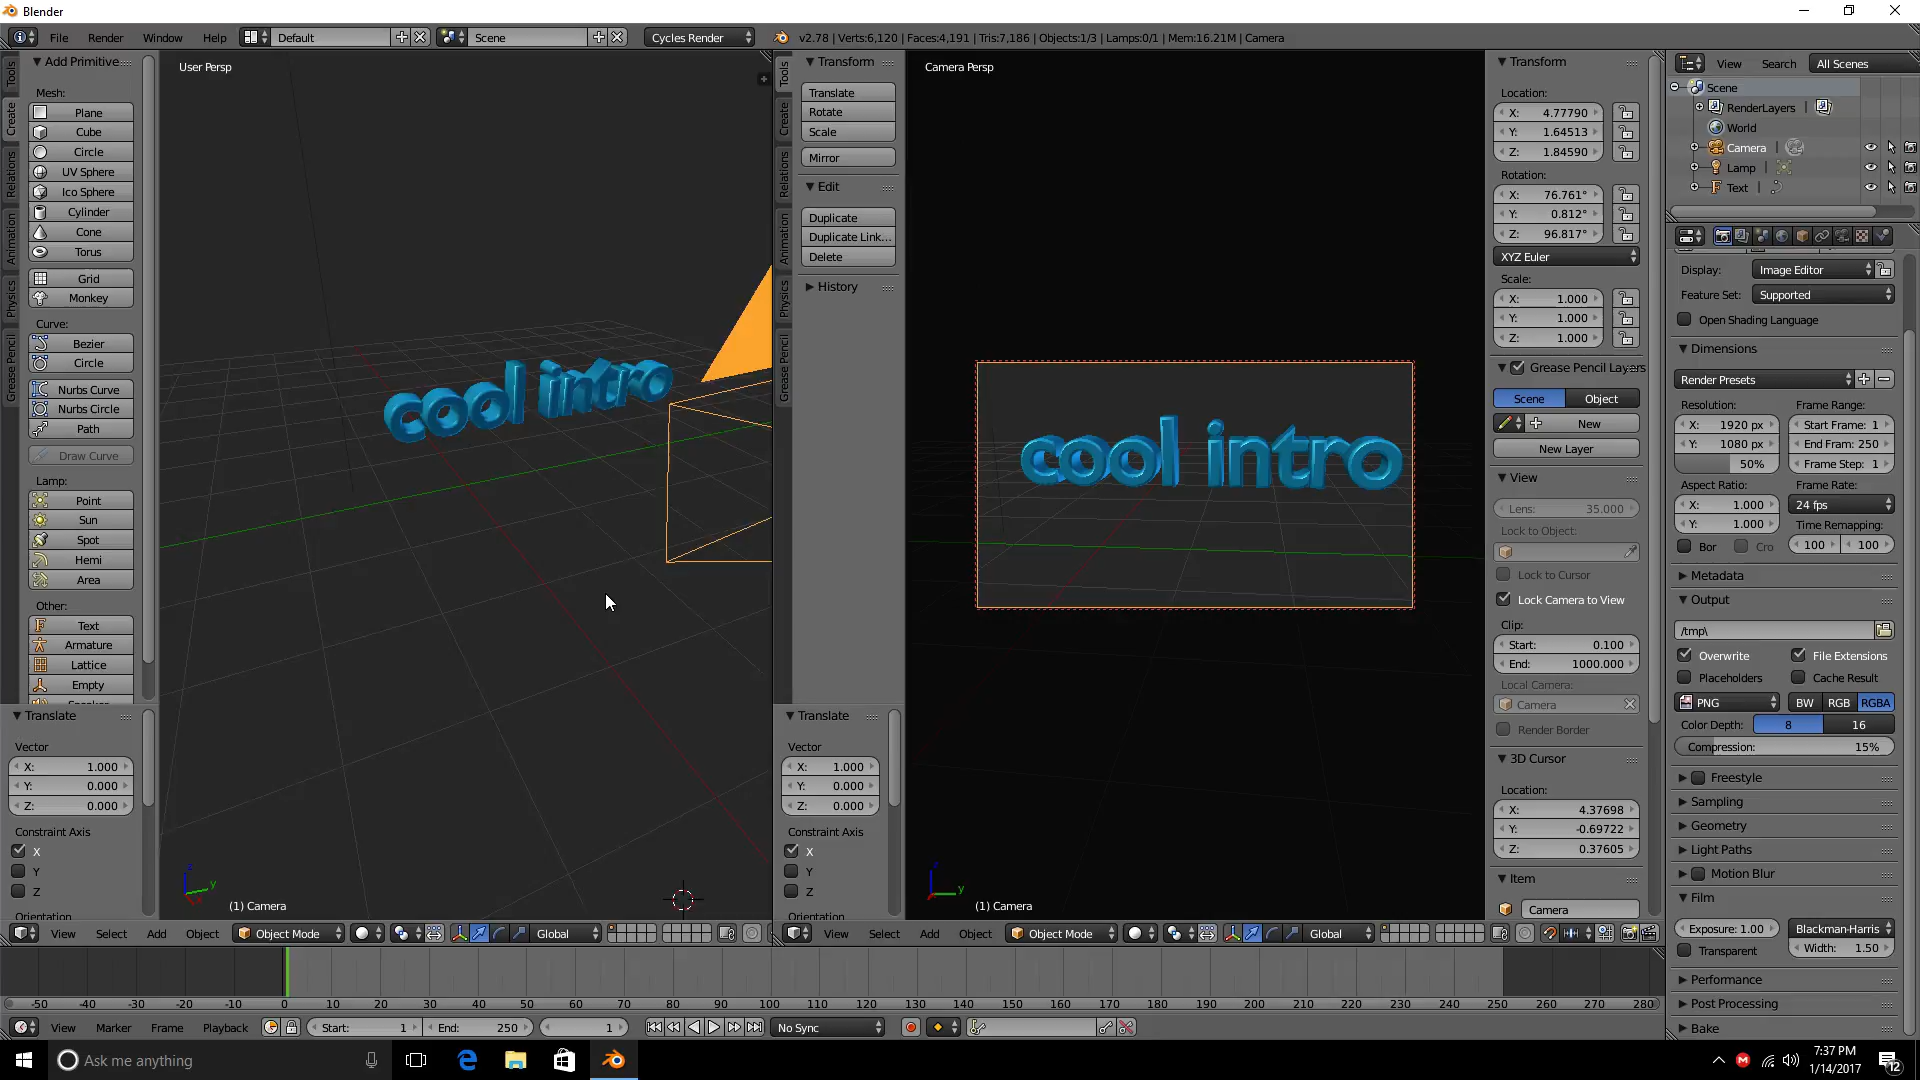 Blender
File Render Window Help Default Scene Cycles Render v2.78 | Verts:6,120 | Faces:4,191 | Tris:7,186 | Objects:1/3 | Lamps:0/1 | Mem:16.21M | Camera
Tools
Create
Relations
Animation
Physics
Grease Pencil
Add Primitive
Mesh:
Plane
Cube
Circle
UV Sphere
Ico Sphere
Cylinder
Cone
Torus
Grid
Monkey
Curve:
Bezier
Circle
Nurbs Curve
Nurbs Circle
Path
Draw Curve
Lamp:
Point
Sun
Spot
Hemi
Area
Other:
Text
Armature
Lattice
Empty
Translate
Vector
X: 1.000
Y: 0.000
Z: 0.000
Constraint Axis
X
Y
Z
Orientation
User Persp
cool intro
z
y
x
(1) Camera
View Select Add Object Object Mode Global
Tools
Create
Relations
Animation
Physics
Grease Pencil
Transform
Translate
Rotate
Scale
Mirror
Edit
Duplicate
Duplicate Link...
Delete
History
Translate
Vector
X: 1.000
Y: 0.000
Z: 0.000
Constraint Axis
X
Y
Z
Orientation
Camera Persp
cool intro
y
(1) Camera
View Select Add Object Object Mode Global
Transform
Location:
X: 4.77790
Y: 1.64513
Z: 1.84590
Rotation:
X: 76.761°
Y: 0.812°
Z: 96.817°
XYZ Euler
Scale:
X: 1.000
Y: 1.000
Z: 1.000
Grease Pencil Layers
Scene Object
New
New Layer
View
Lens: 35.000
Lock to Object:
Lock to Cursor
Lock Camera to View
Clip:
Start: 0.100
End: 1000.000
Local Camera:
Camera
Render Border
3D Cursor
Location:
X: 4.37698
Y: -0.69722
Z: 0.37605
Item
Camera
View Search All Scenes
Scene
RenderLayers |
World
Camera |
Lamp |
Text |
Display: Image Editor
Feature Set: Supported
Open Shading Language
Dimensions
Render Presets
Resolution: Frame Range:
X: 1920 px Start Frame: 1
Y: 1080 px End Fram: 250
50% Frame Step: 1
Aspect Ratio: Frame Rate:
X: 1.000 24 fps
Y: 1.000 Time Remapping:
Bor Cro 100 100
Metadata
Output
/tmp\
Overwrite File Extensions
Placeholders Cache Result
PNG BW RGB RGBA
Color Depth: 8 16
Compression: 15%
Freestyle
Sampling
Geometry
Light Paths
Motion Blur
Film
Exposure: 1.00 Blackman-Harris
Transparent Width: 1.50
Performance
Post Processing
Bake
-50 -40 -30 -20 -10 0 10 20 30 40 50 60 70 80 90 100 110 120 130 140 150 160 170 180 190 200 210 220 230 240 250 260 270 280
View Marker Frame Playback Start: 1 End: 250 1 No Sync
Ask me anything
7:37 PM
1/14/2017
12